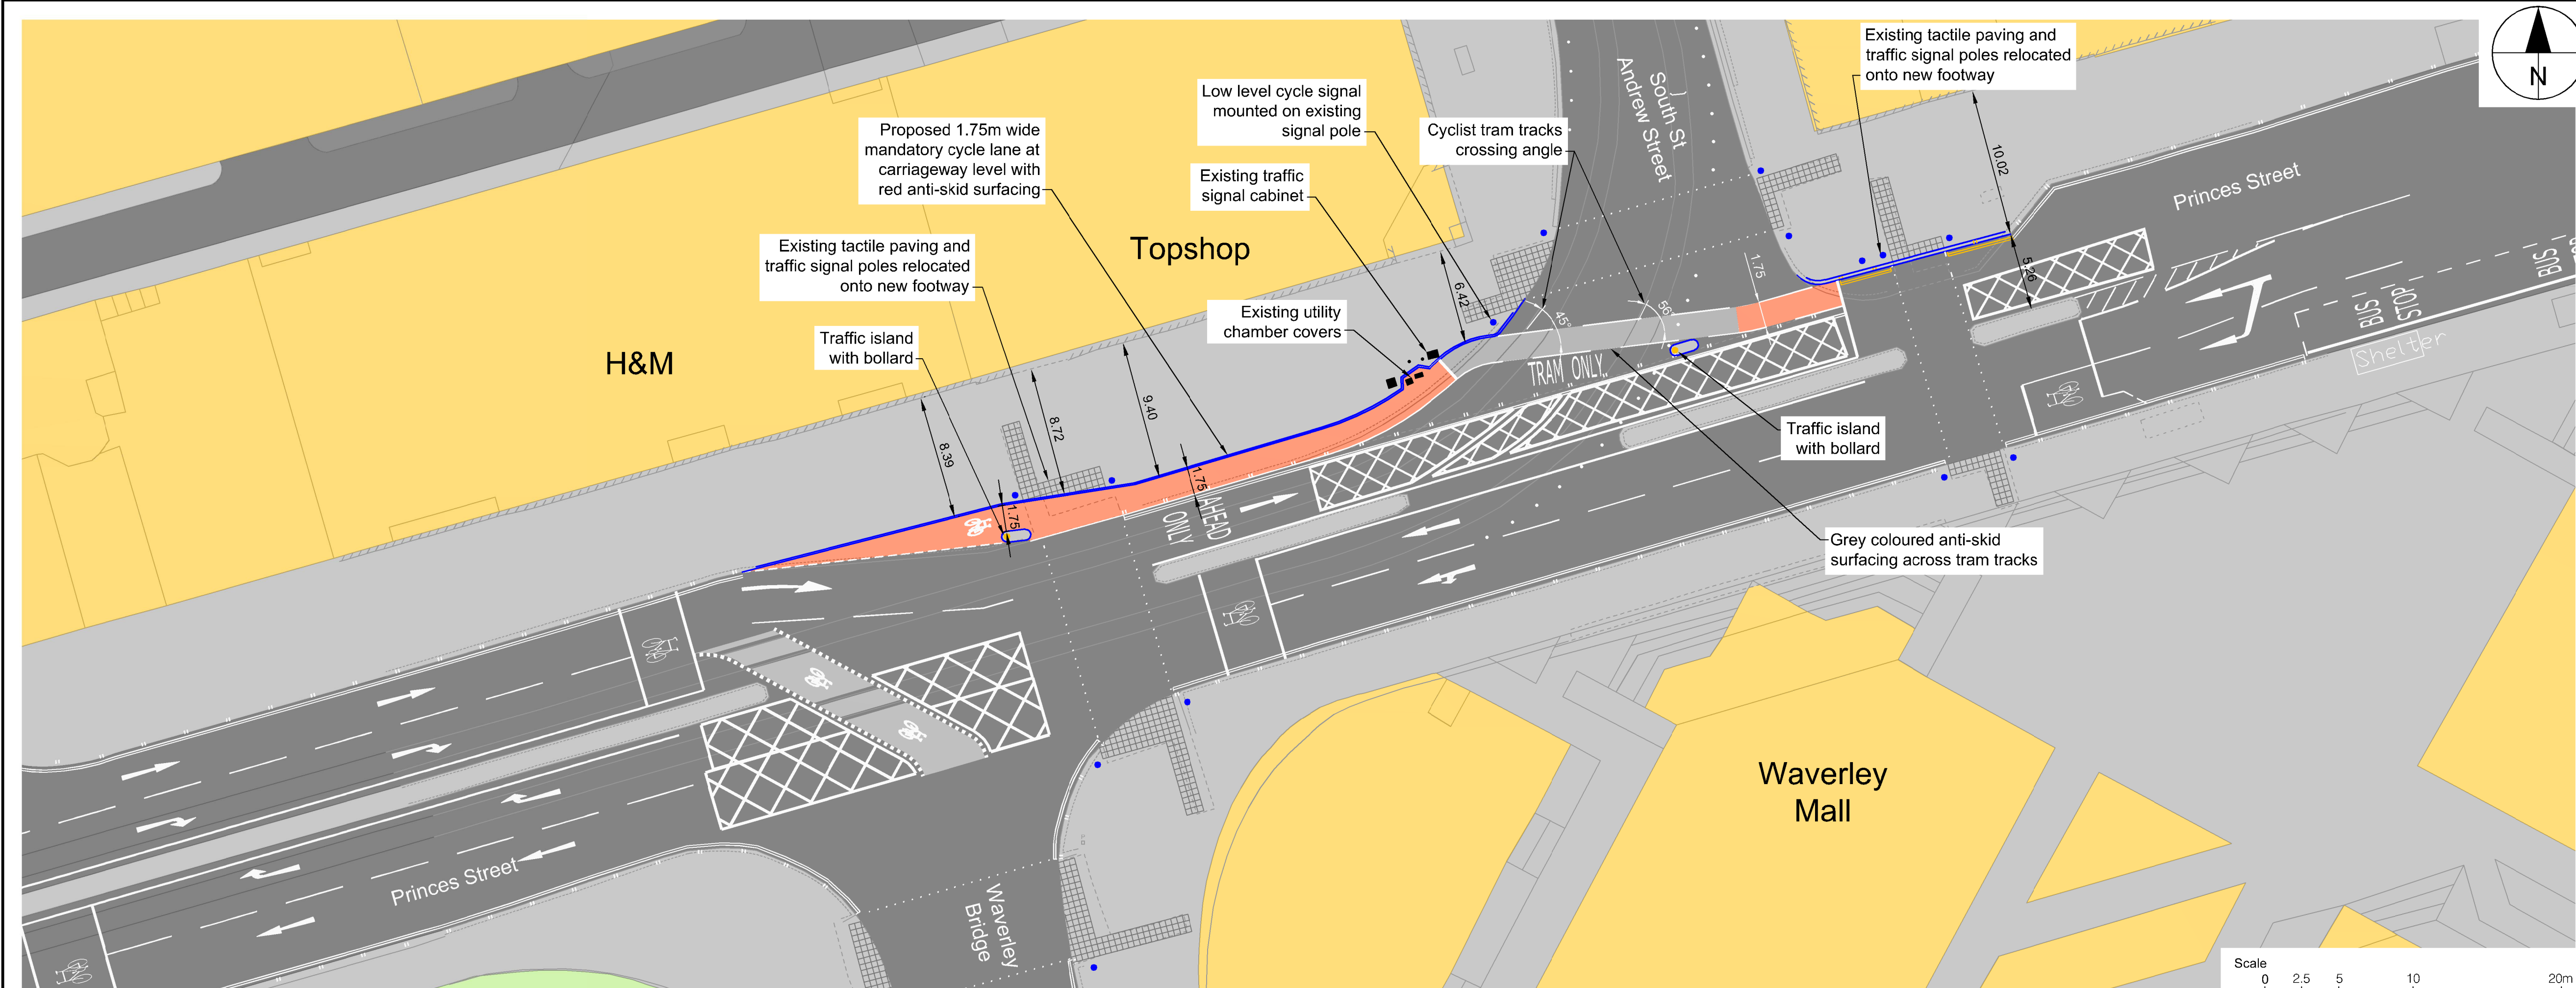 Existing tactile paving and
traffic signal poles relocated
onto new footway
N
Low level cycle signal
mounted on existing
signal pole
Cyclist tram tracks
crossing angle
South St
Andrew Street
Proposed 1.75m wide
mandatory cycle lane at
carriageway level with
red anti-skid surfacing
Existing traffic
signal cabinet
10.02
Princes Street
Existing tactile paving and
traffic signal poles relocated
onto new footway
Topshop
6.42
1.75
5.26
BUS
STOP
BUS
Existing utility
chamber covers
45°
56°
Shelter
Traffic island
with bollard
H&M
TRAM ONLY
8.39
8.72
9.40
1.75
1.75
AHEAD
ONLY
Traffic island
with bollard
Grey coloured anti-skid
surfacing across tram tracks
Waverley
Mall
Princes Street
Waverley
Bridge
Scale
0 2.5 5 10 20m